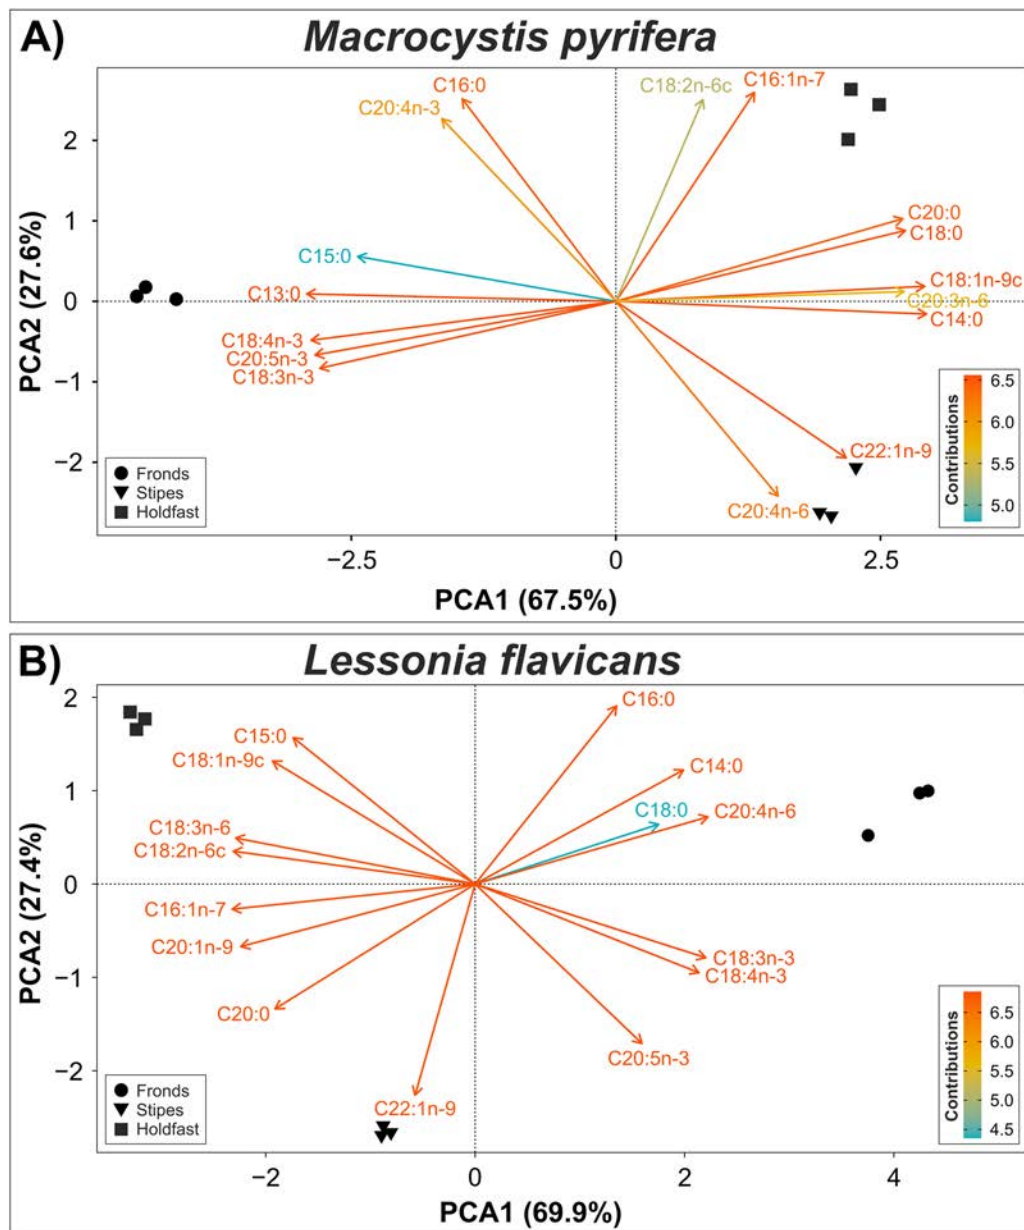 A)
Macrocystis pyrifera
C16:0
C18:2n-6c
C16:1n-7
C20:4n-3
C20:0
C18:0
C15:0
C18:1n-9c
C13:0
C20:3n-6
C14:0
C18:4n-3
C20:5n-3
C18:3n-3
C22:1n-9
C20:4n-6
2
1
0
−1
−2
PCA2 (27.6%)
Fronds
Stipes
Holdfast
Contributions
6.5
6.0
5.5
5.0
−2.5
0
2.5
PCA1 (67.5%)
B)
Lessonia flavicans
C16:0
C15:0
C18:1n-9c
C14:0
C18:0
C20:4n-6
C18:3n-6
C18:2n-6c
C16:1n-7
C20:1n-9
C18:3n-3
C18:4n-3
C20:0
C20:5n-3
C22:1n-9
2
1
0
−1
−2
PCA2 (27.4%)
Fronds
Stipes
Holdfast
Contributions
6.5
6.0
5.5
5.0
4.5
−2
0
2
4
PCA1 (69.9%)